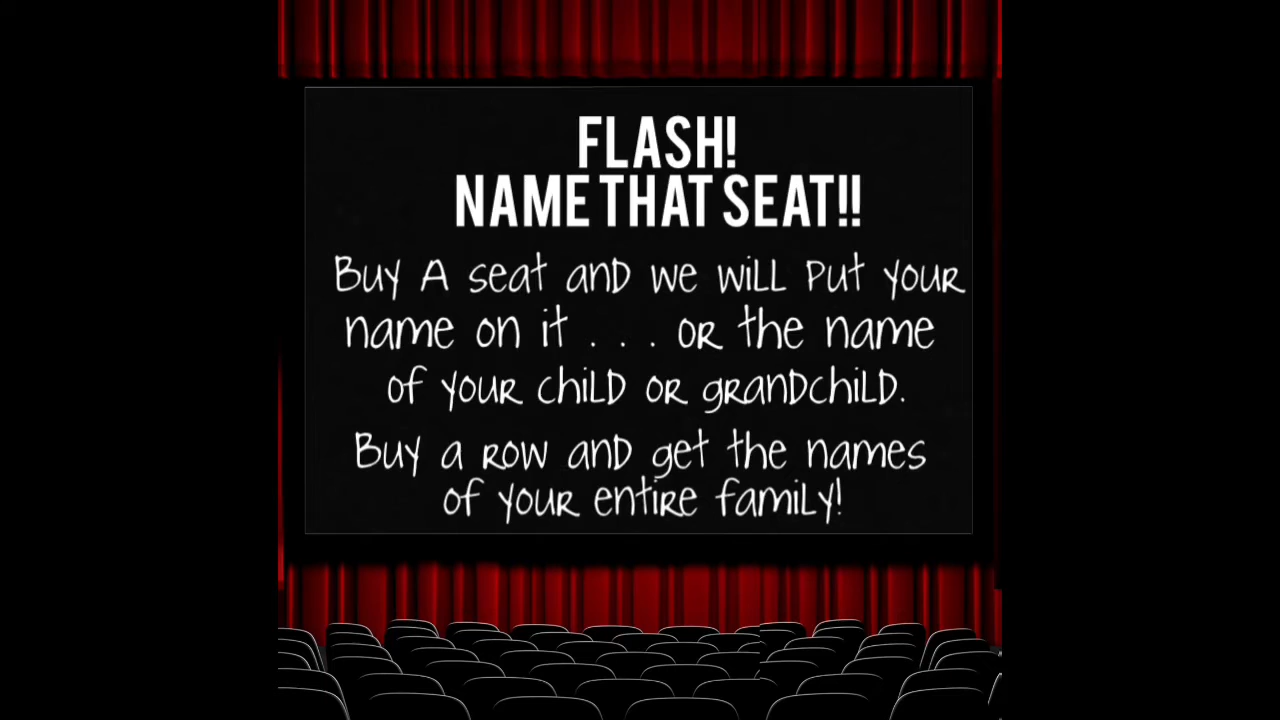 FLASH!
NAME THAT SEAT!!
Buy A seat and we will put your
name on it . . . or the name
of your child or grandchild.
Buy a row and get the names
of your entire family!